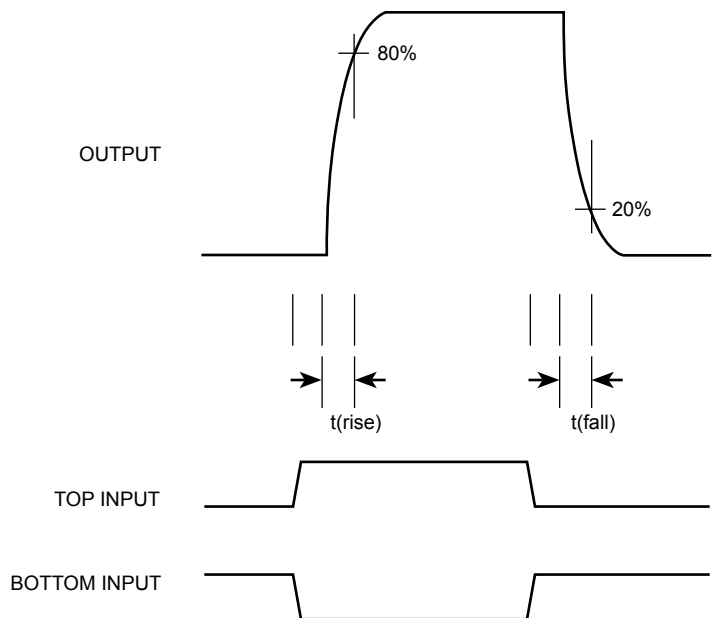 80%
OUTPUT
20%
t(rise)
t(fall)
TOP INPUT
BOTTOM INPUT